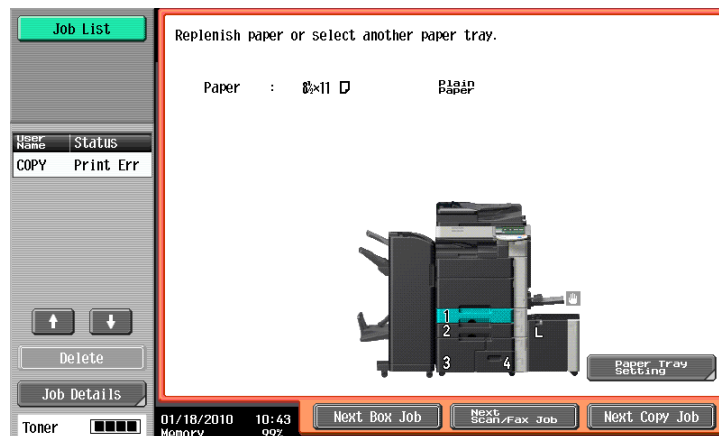 Job List
Replenish paper or select another paper tray.
Paper : 8½×11 Plain Paper
User Name Status
COPY Print Err
1
2
3 4
L
Delete
Job Details
Paper Tray Setting
Toner
01/18/2010 10:43
Memory 99%
Next Box Job
Next Scan/Fax Job
Next Copy Job